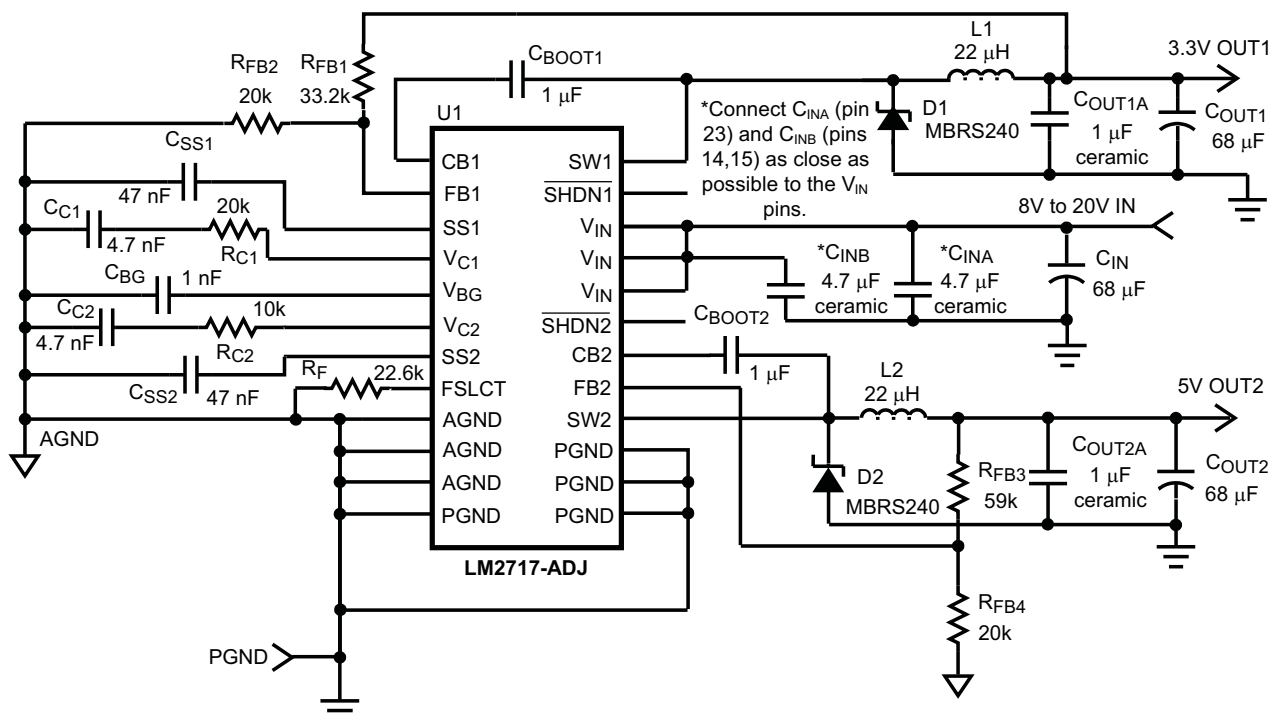 L1
22 μH
3.3V OUT1
RFB2
20k
RFB1
33.2k
CBOOT1
1 μF
U1
*Connect CINA (pin
23) and CINB (pins
14,15) as close as
possible to the VIN
pins.
D1
MBRS240
COUT1A
1 μF
ceramic
COUT1
68 μF
CSS1
47 nF
CC1
4.7 nF
20k
RC1
CBG
1 nF
CC2
4.7 nF
10k
RC2
CSS2
47 nF
RF
22.6k
AGND
CB1
FB1
SS1
VC1
VBG
VC2
SS2
FSLCT
AGND
AGND
AGND
PGND
SW1
SHDN1
VIN
VIN
VIN
SHDN2
CB2
FB2
SW2
PGND
PGND
PGND
LM2717-ADJ
8V to 20V IN
*CINB
4.7 μF
ceramic
*CINA
4.7 μF
ceramic
CIN
68 μF
CBOOT2
1 μF
L2
22 μH
5V OUT2
D2
MBRS240
RFB3
59k
COUT2A
1 μF
ceramic
COUT2
68 μF
RFB4
20k
PGND